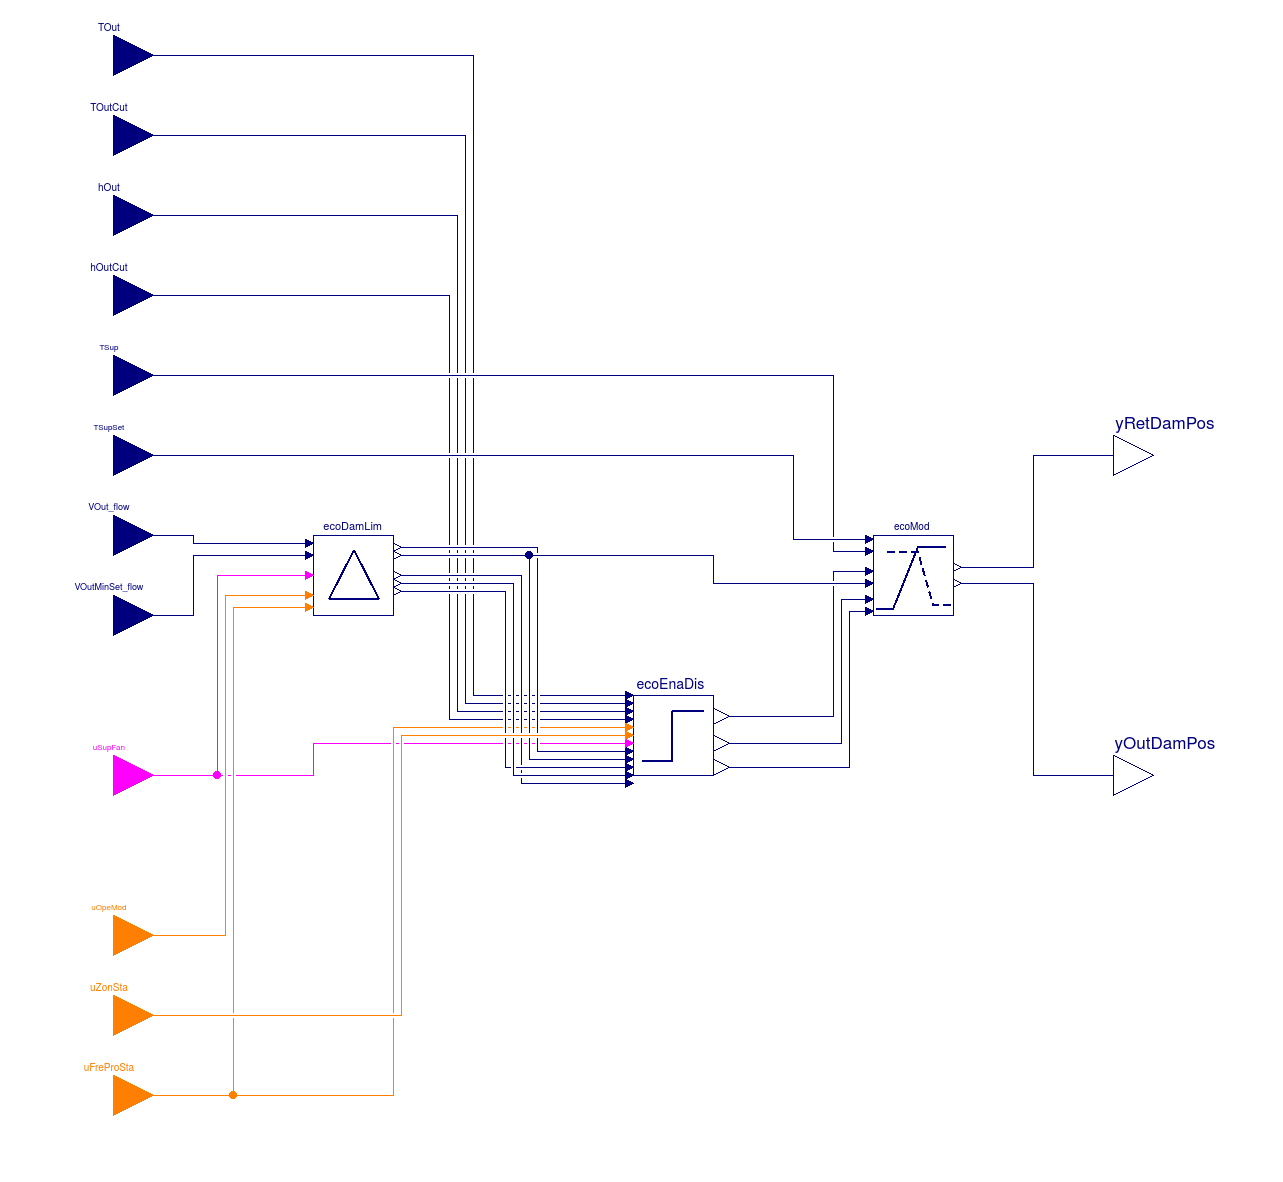 TOut
TOutCut
hOut
hOutCut
TSup
TSupSet
yRetDamPos
VOut_flow
ecoDamLim
ecoMod
VOutMinSet_flow
ecoEnaDis
uSupFan
yOutDamPos
uOpeMod
uZonSta
uFreProSta